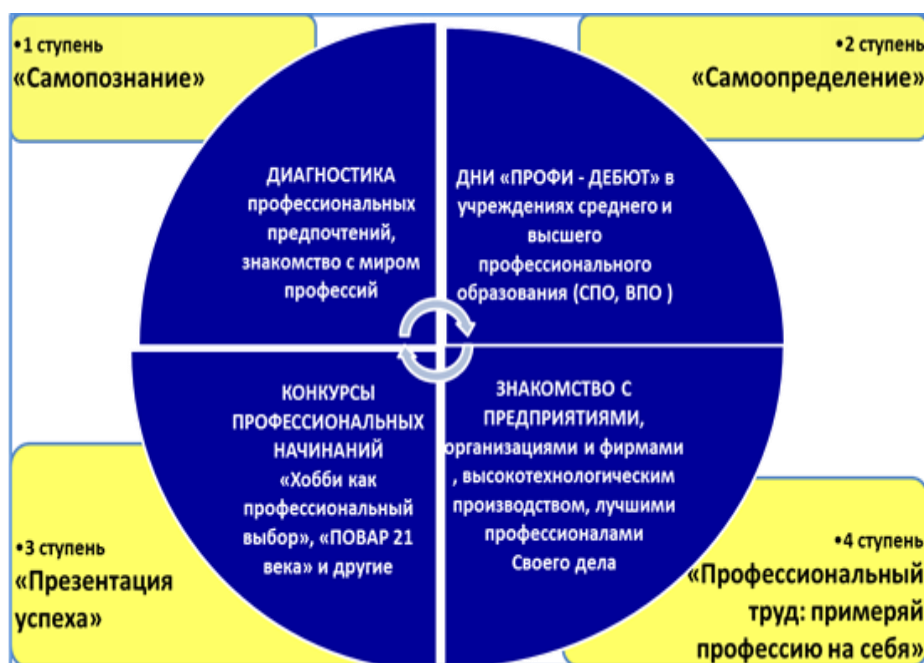 •1 ступень
«Самопознание»
•2 ступень
«Самоопределение»
ДИАГНОСТИКА
профессиональных
предпочтений,
знакомство с миром
профессий
ДНИ «ПРОФИ - ДЕБЮТ» в
учреждениях среднего и
высшего
профессионального
образования (СПО, ВПО )
КОНКУРСЫ
ПРОФЕССИОНАЛЬНЫХ
НАЧИНАНИЙ
«Хобби как
профессиональный
выбор», «ПОВАР 21
века» и другие
ЗНАКОМСТВО С
ПРЕДПРИЯТИЯМИ,
организациями и фирмами
, высокотехнологическим
производством, лучшими
профессионалами
Своего дела
•3 ступень
«Презентация
успеха»
•4 ступень
«Профессиональный
труд: примеряй
профессию на себя»